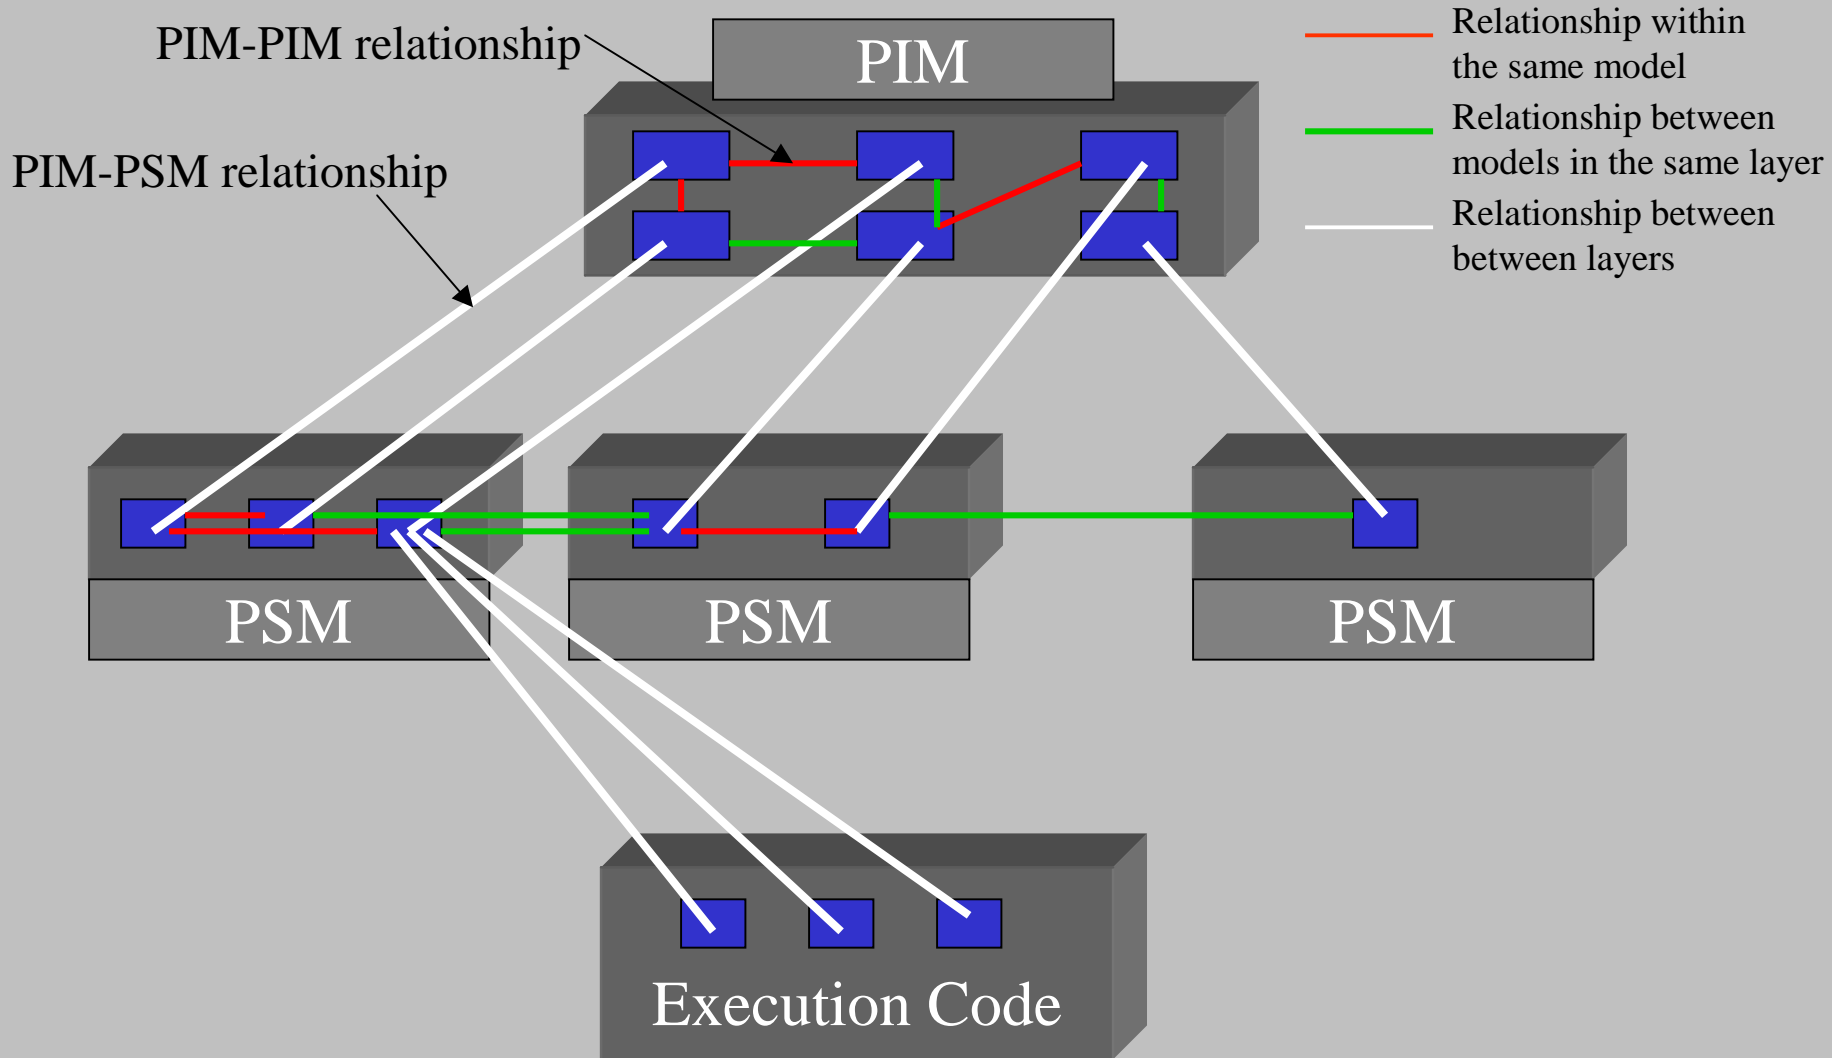 PIM-PIM relationship
PIM
Relationship within
the same model
Relationship between
models in the same layer
Relationship between
between layers
PIM-PSM relationship
PSM
PSM
PSM
Execution Code